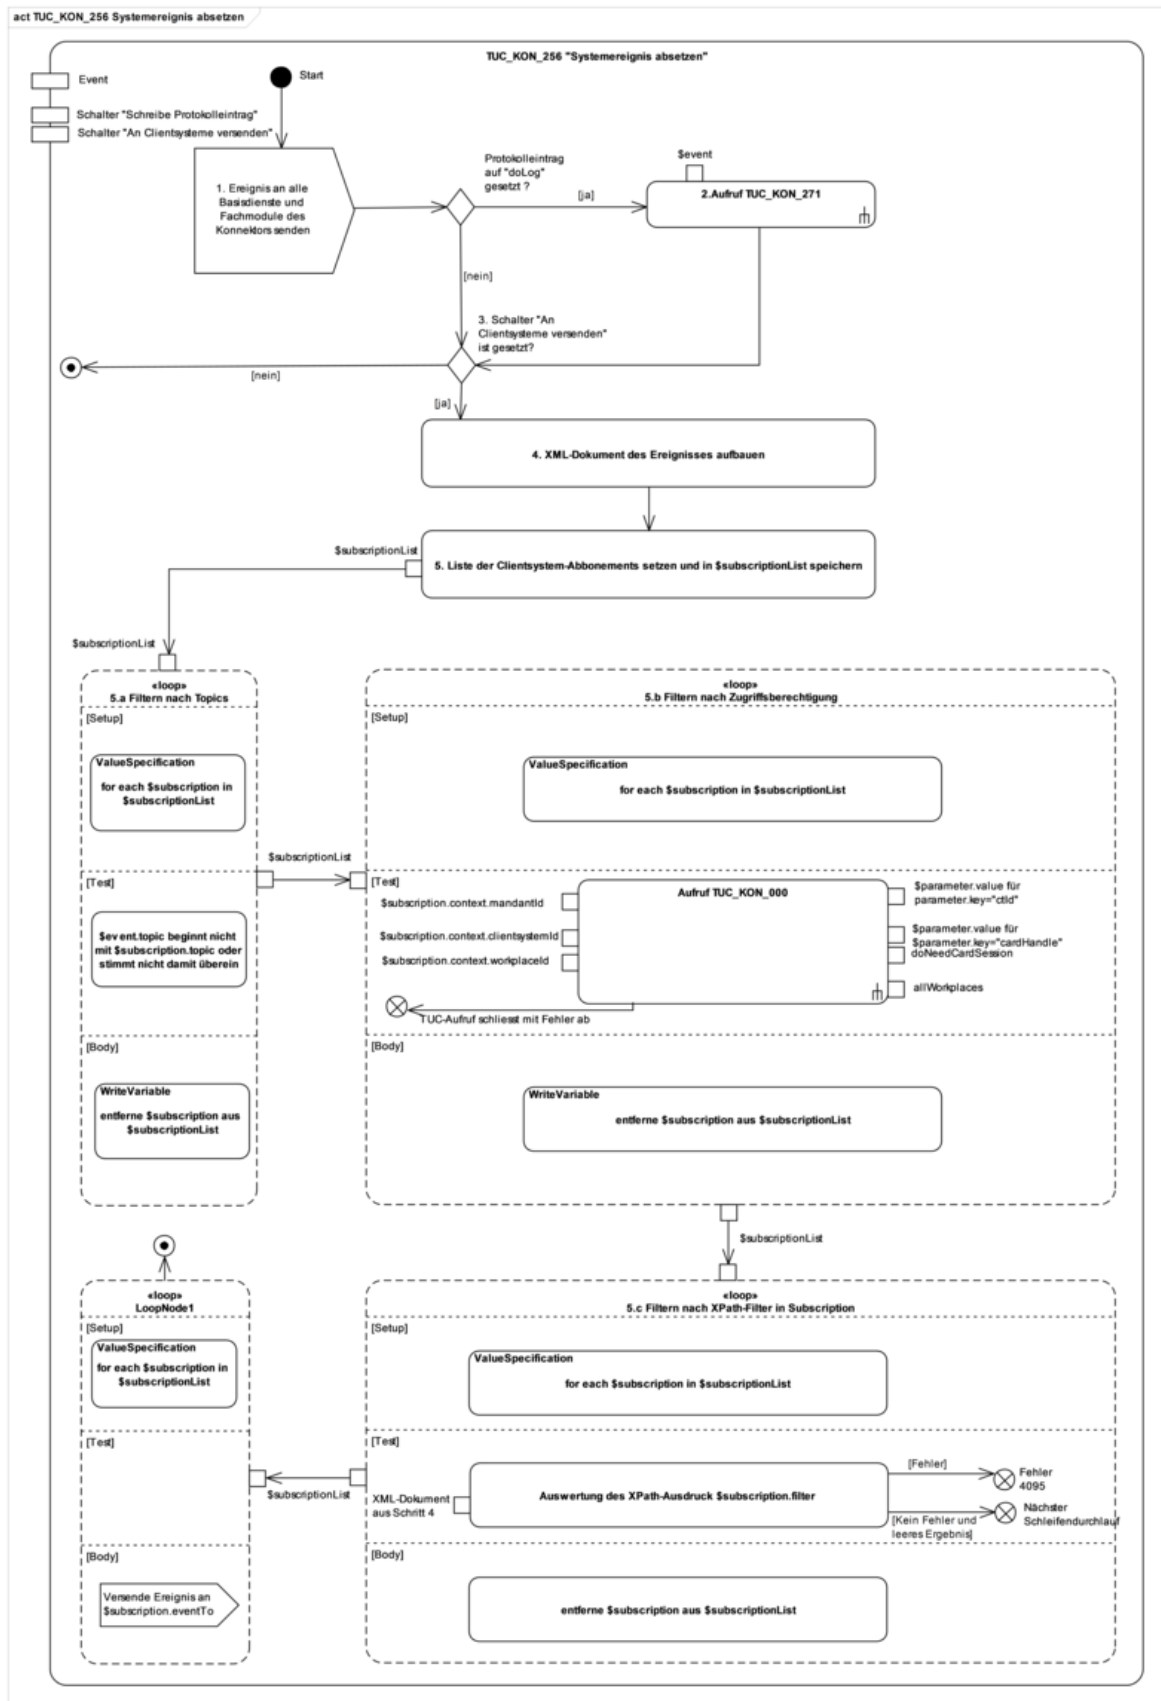 act TUC_KON_256 Systemereignis absetzen
TUC_KON_256 "Systemereignis absetzen"
Event
Schalter "Schreibe Protokolleintrag"
Schalter "An Clientsysteme versenden"
Start
1. Ereignis an alle
Basisdienste und
Fachmodule des
Konnektors senden
Protokolleintrag
auf "doLog"
gesetzt ?
[ja]
$event
2.Aufruf TUC_KON_271
[nein]
3. Schalter "An
Clientsysteme versenden"
ist gesetzt?
[nein]
[ja]
4. XML-Dokument des Ereignisses aufbauen
$subscriptionList
5. Liste der Clientsystem-Abbonements setzen und in $subscriptionList speichern
$subscriptionList
«loop»
5.a Filtern nach Topics
[Setup]
ValueSpecification
for each $subscription in
$subscriptionList
[Test]
$event.topic beginnt nicht
mit $subscription.topic oder
stimmt nicht damit überein
[Body]
WriteVariable
entferne $subscription aus
$subscriptionList
$subscriptionList
«loop»
5.b Filtern nach Zugriffsberechtigung
[Setup]
ValueSpecification
for each $subscription in $subscriptionList
[Test]
$subscription.context.mandantId
$subscription.context.clientsystemId
$subscription.context.workplaceId
Aufruf TUC_KON_000
$parameter.value für
parameter.key="ctId"
$parameter.value für
$parameter.key="cardHandle"
doNeedCardSession
allWorkplaces
TUC-Aufruf schliesst mit Fehler ab
[Body]
WriteVariable
entferne $subscription aus $subscriptionList
$subscriptionList
«loop»
5.c Filtern nach XPath-Filter in Subscription
[Setup]
ValueSpecification
for each $subscription in $subscriptionList
[Test]
XML-Dokument
aus Schritt 4
Auswertung des XPath-Ausdruck $subscription.filter
[Fehler]
Fehler
4095
[Kein Fehler und
leeres Ergebnis]
Nächster
Schleifendurchlauf
[Body]
entferne $subscription aus $subscriptionList
$subscriptionList
«loop»
LoopNode1
[Setup]
ValueSpecification
for each $subscription in
$subscriptionList
[Test]
[Body]
Versende Ereignis an
$subscription.eventTo